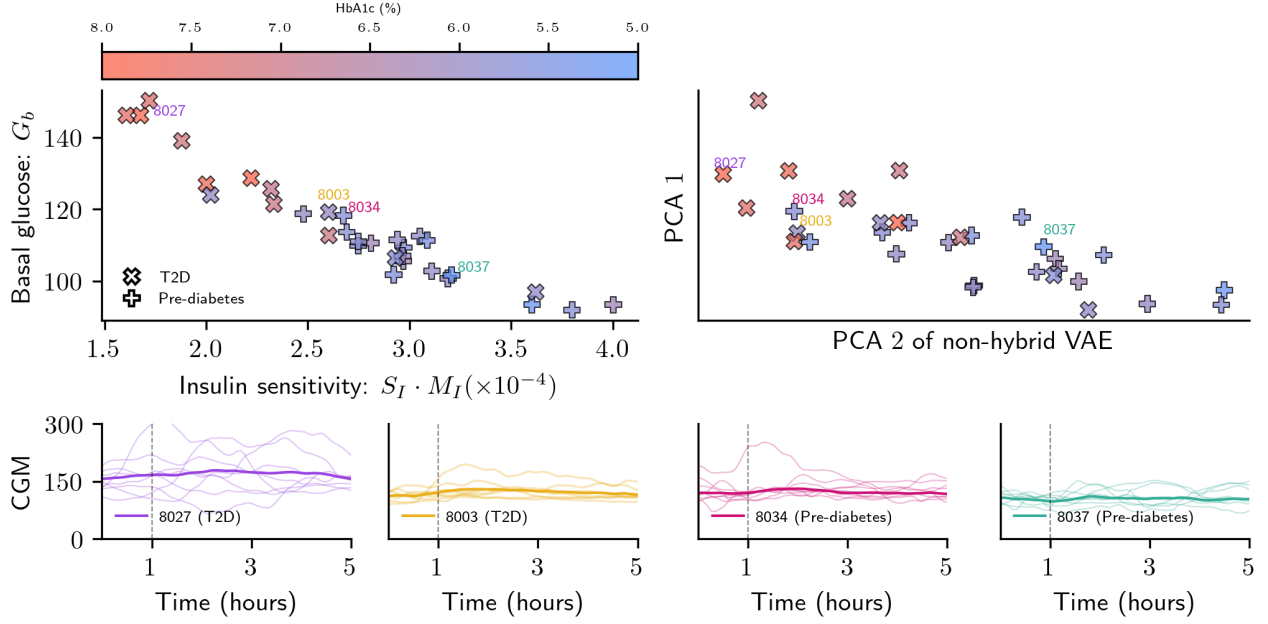 HbA1c (%)
8.0 7.5 7.0 6.5 6.0 5.5 5.0
Basal glucose: G_b
140
120
100
8027
8003
8034
8037
T2D
Pre-diabetes
1.5 2.0 2.5 3.0 3.5 4.0
Insulin sensitivity: S_I · M_I(×10⁻⁴)
PCA 1
8027
8034
8003
8037
PCA 2 of non-hybrid VAE
CGM
300
150
0
8027 (T2D)
1 3 5
Time (hours)
8003 (T2D)
1 3 5
Time (hours)
8034 (Pre-diabetes)
1 3 5
Time (hours)
8037 (Pre-diabetes)
1 3 5
Time (hours)